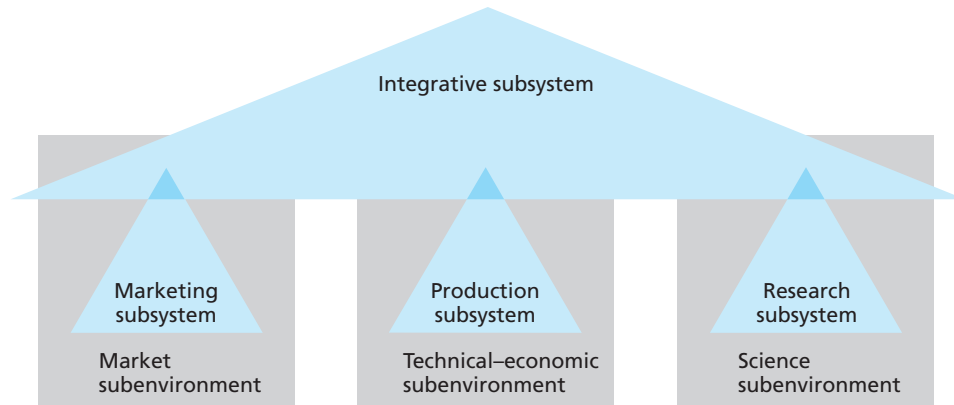 Integrative subsystem
Marketing
subsystem
Production
subsystem
Research
subsystem
Market
subenvironment
Technical–economic
subenvironment
Science
subenvironment